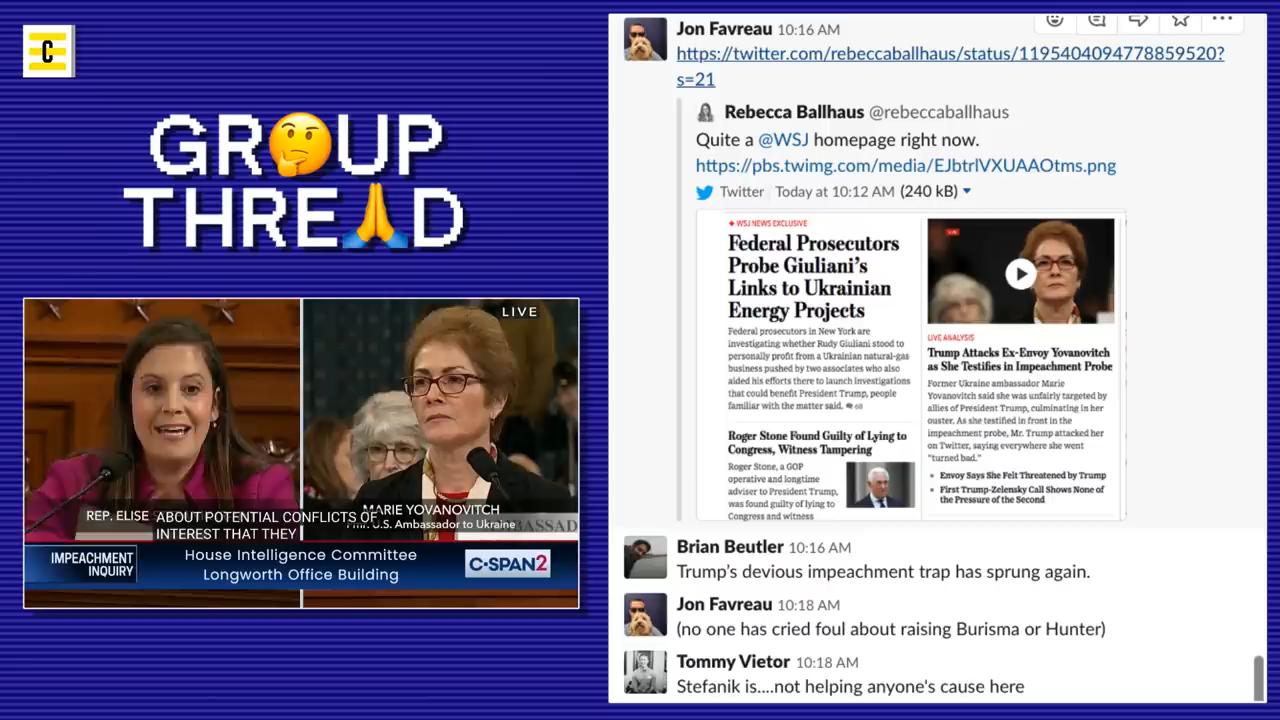 C
GR🤔UP
THRE🙏D
LIVE
REP. ELISE
ABOUT POTENTIAL CONFLICTS OF
INTEREST THAT THEY
MARIE YOVANOVITCH
U.S. Ambassador to Ukraine
IMPEACHMENT
INQUIRY
House Intelligence Committee
Longworth Office Building
C-SPAN2
Jon Favreau 10:16 AM
https://twitter.com/rebeccaballhaus/status/1195404094778859520?
s=21
Rebecca Ballhaus @rebeccaballhaus
Quite a @WSJ homepage right now.
https://pbs.twimg.com/media/EJbtrlVXUAAOtms.png
Twitter Today at 10:12 AM (240 kB)
WSJ NEWS EXCLUSIVE
Federal Prosecutors
Probe Giuliani's
Links to Ukrainian
Energy Projects
Federal prosecutors in New York are
investigating whether Rudy Giuliani stood to
personally profit from a Ukrainian natural-gas
business pushed by two associates who also
aided his efforts there to launch investigations
that could benefit President Trump, people
familiar with the matter said.
Roger Stone Found Guilty of Lying to
Congress, Witness Tampering
Roger Stone, a GOP
operative and longtime
adviser to President Trump,
was found guilty of lying to
Congress and witness
LIVE ANALYSIS
Trump Attacks Ex-Envoy Yovanovitch
as She Testifies in Impeachment Probe
Former Ukraine ambassador Marie
Yovanovitch said she was unfairly targeted by
allies of President Trump, culminating in her
ouster. As she testified in front in the
impeachment probe, Mr. Trump attacked her
on Twitter, saying everywhere she went
"turned bad."
Envoy Says She Felt Threatened by Trump
First Trump-Zelensky Call Shows None of
the Pressure of the Second
Brian Beutler 10:16 AM
Trump's devious impeachment trap has sprung again.
Jon Favreau 10:18 AM
(no one has cried foul about raising Burisma or Hunter)
Tommy Vietor 10:18 AM
Stefanik is....not helping anyone's cause here